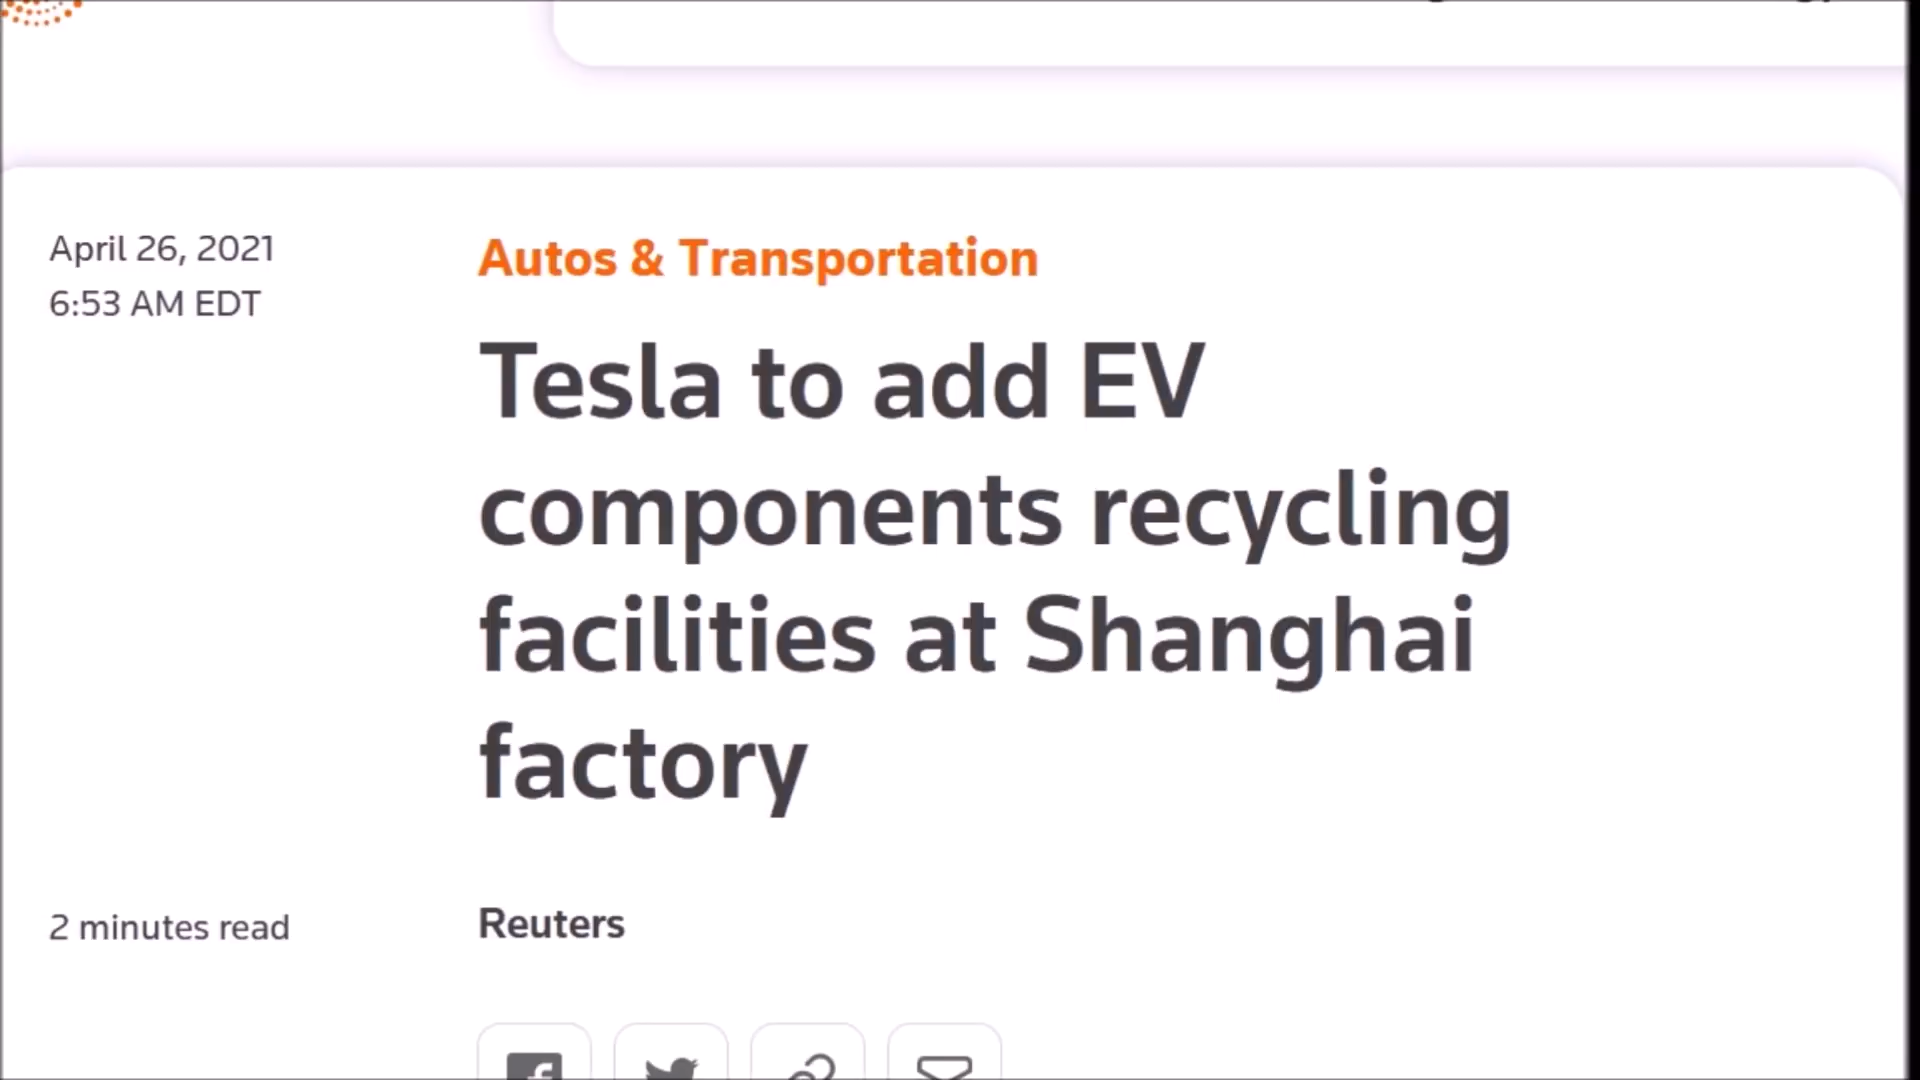 April 26, 2021
6:53 AM EDT
Autos & Transportation
Tesla to add EV
components recycling
facilities at Shanghai
factory
2 minutes read
Reuters